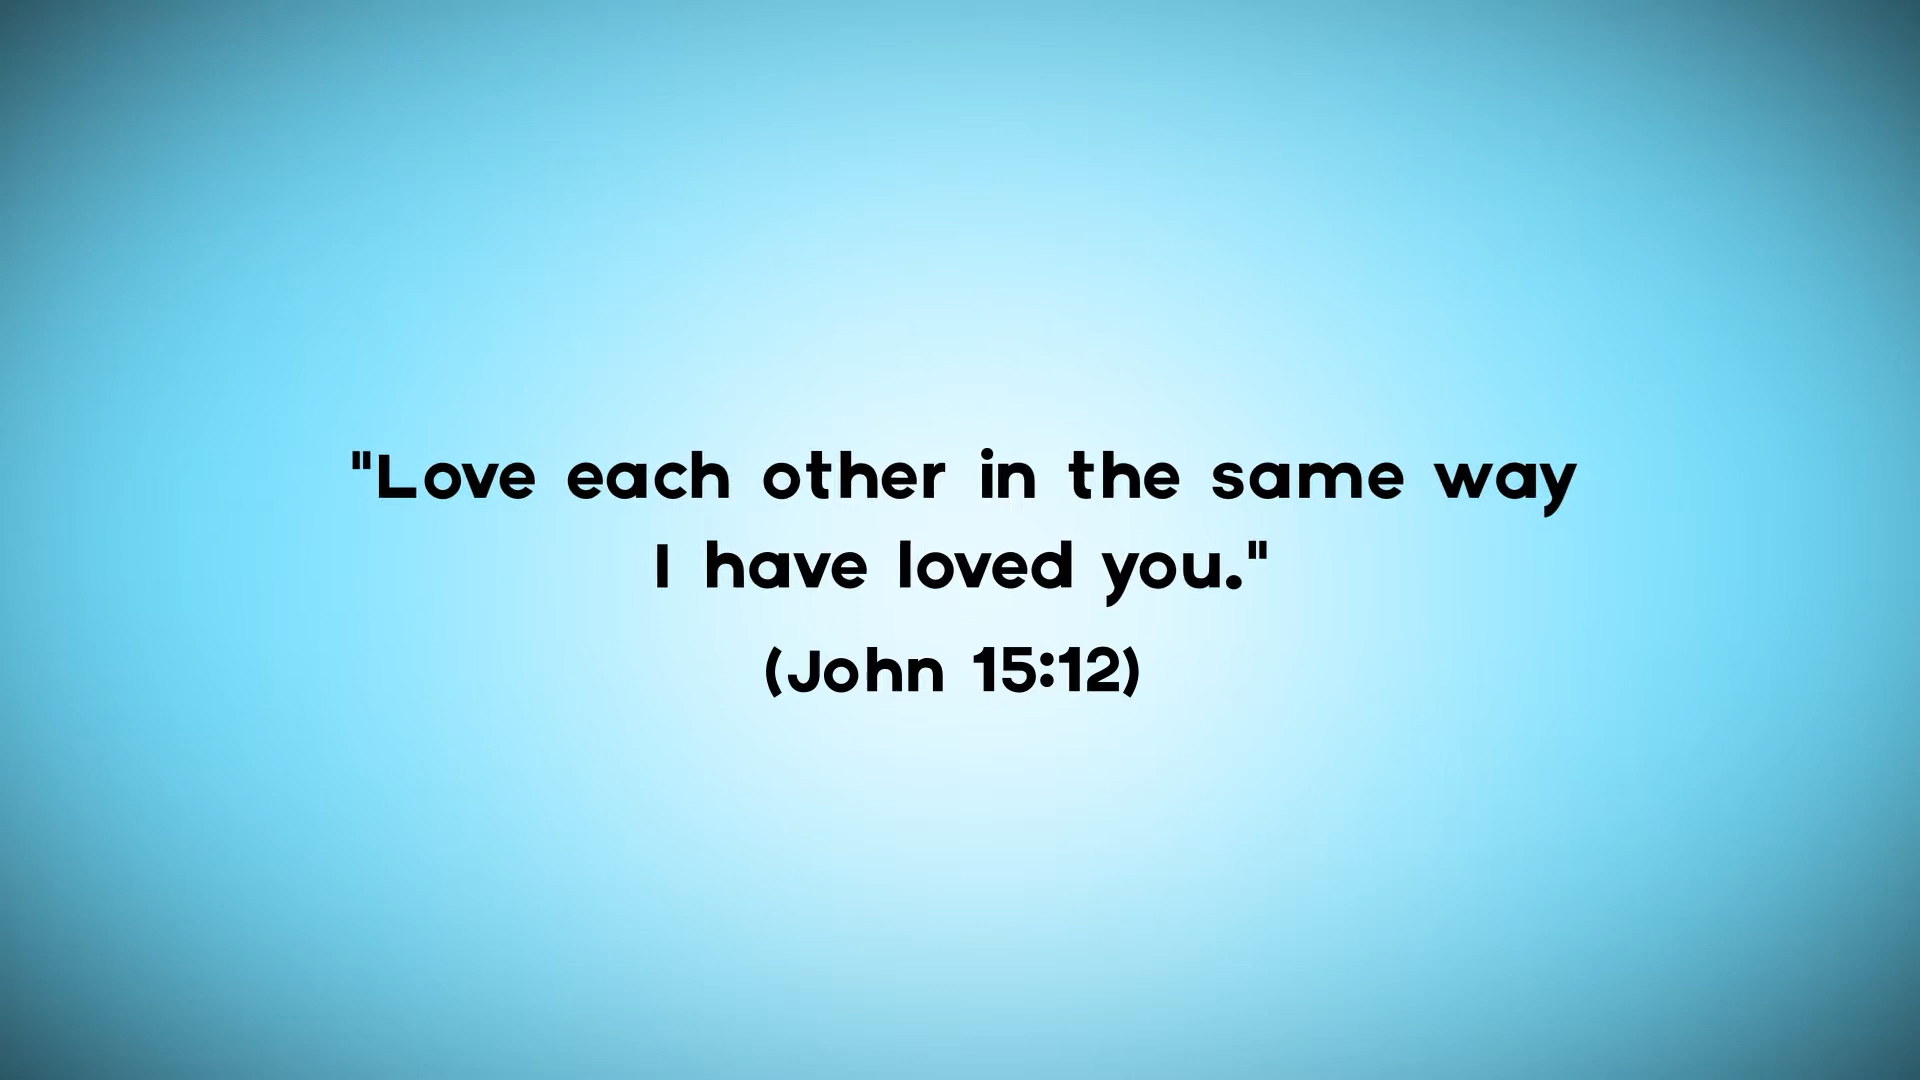 "Love each other in the same way
I have loved you."
(John 15:12)